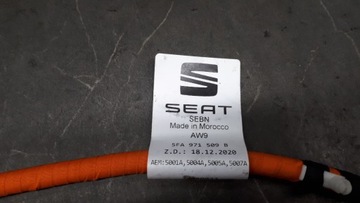 SEAT
SEBN
Made in Morocco
AW9
5FA 971 509 B
Z.D.: 18.12.2020
AEM:5001A,5004A,5005A,5007A